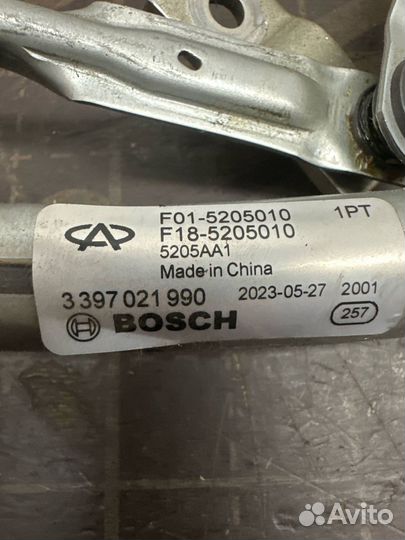 F01-5205010 1PT
F18-5205010
5205AA1
Made in China
3 397 021 990 2023-05-27 2001
BOSCH 257
Avito